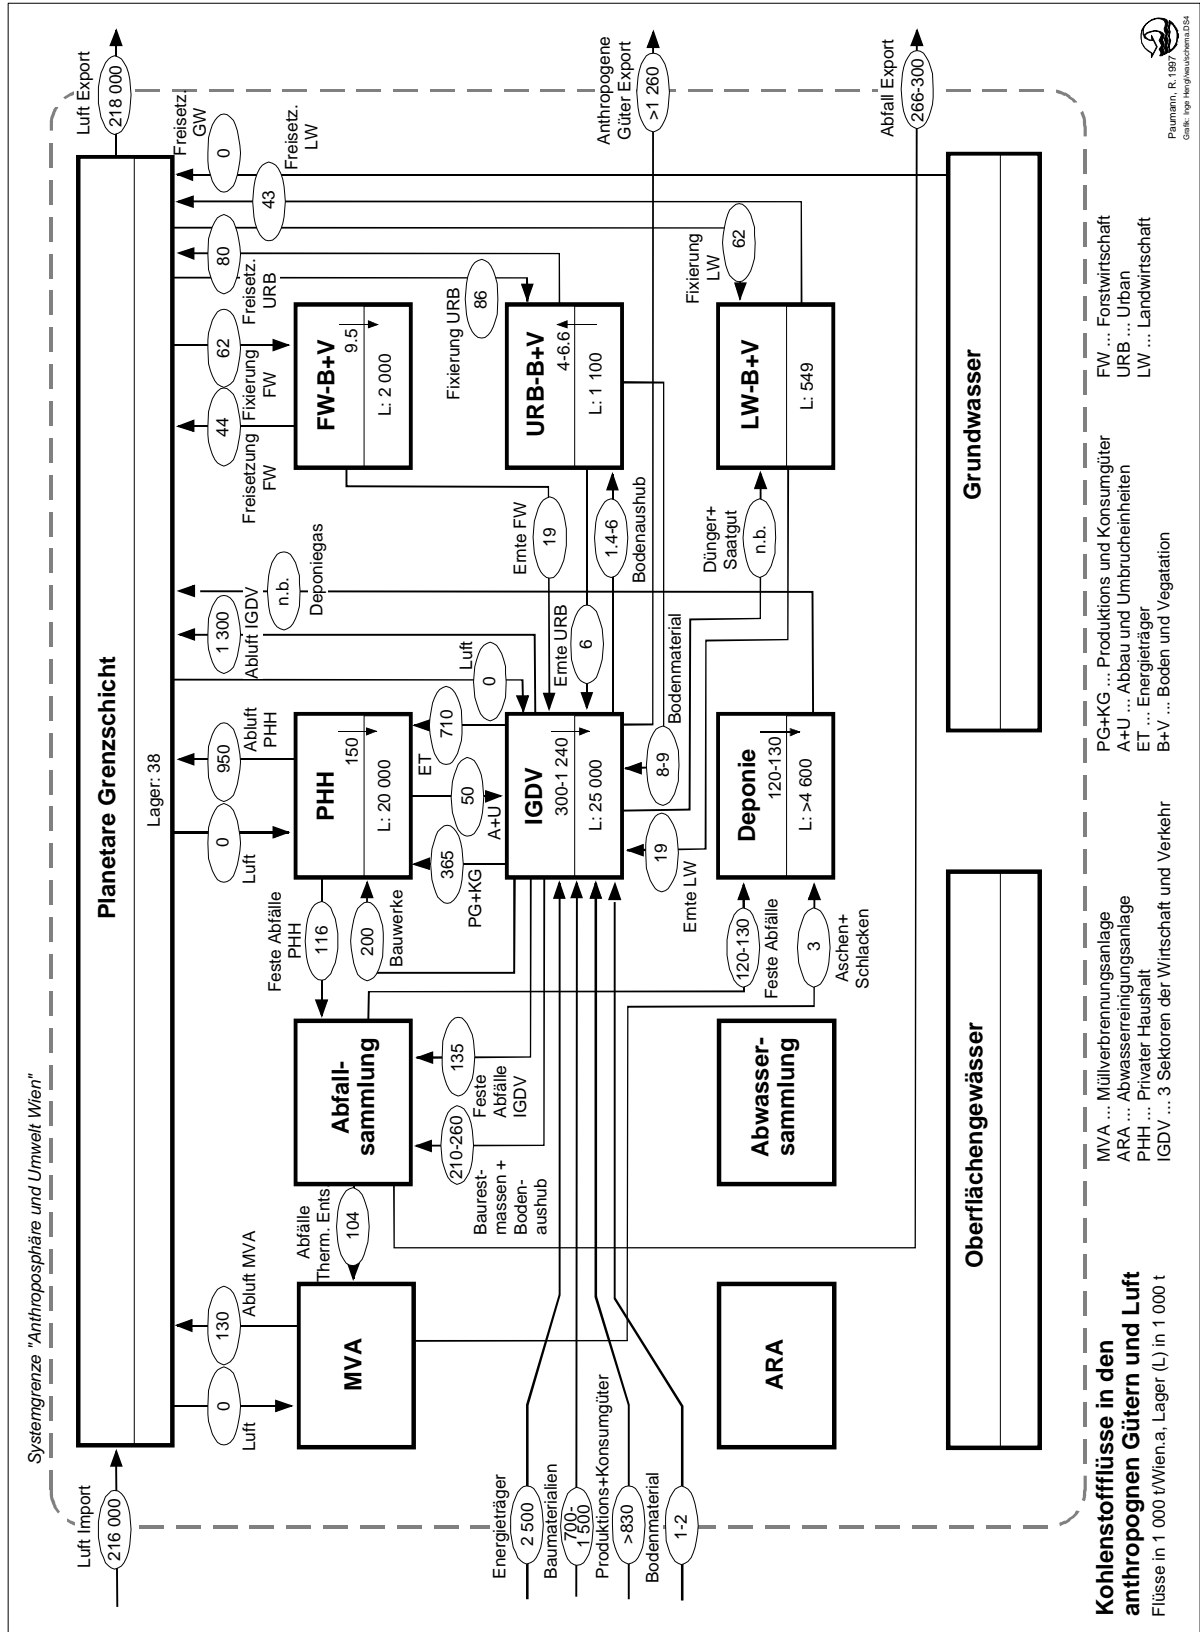 Systemgrenze "Anthroposphäre und Umwelt Wien"
Luft Import
216 000
Planetare Grenzschicht
Lager: 38
Luft Export
218 000
0
Luft
130
Abluft MVA
0
Luft
950
Abluft
PHH
1 300
Abluft IGDV
n.b.
Deponiegas
44
Freisetzung
FW
62
Fixierung
FW
80
Freisetz.
URB
43
Freisetz.
LW
0
Freisetz.
GW
MVA
Abfälle
Therm. Ents.
104
Abfall-
sammlung
Feste Abfälle
PHH
116
200
Bauwerke
PHH
150
L: 20 000
FW-B+V
9.5
L: 2 000
210-260
Baurest-
massen +
Boden-
aushub
135
Feste
Abfälle
IGDV
365
PG+KG
50
A+U
710
ET
0
Luft
Ernte FW
19
Fixierung URB
86
Energieträger
2 500
Baumaterialien
700-
1 500
Produktions+Konsumgüter
>830
Bodenmaterial
1-2
IGDV
300-1 240
L: 25 000
Ernte URB
6
1.4-6
Bodenaushub
URB-B+V
4-6.6
L: 1 100
Anthropogene
Güter Export
>1 260
19
Ernte LW
8-9
Bodenmaterial
Dünger+
Saatgut
n.b.
Fixierung
LW
62
ARA
Abwasser-
sammlung
120-130
Feste Abfälle
3
Aschen+
Schlacken
Deponie
120-130
L: >4 600
LW-B+V
L: 549
Abfall Export
266-300
Oberflächengewässer
Grundwasser
Kohlenstoffflüsse in den
anthropognen Gütern und Luft
Flüsse in 1 000 t/Wien.a, Lager (L) in 1 000 t
MVA ... Müllverbrennungsanlage
ARA ... Abwasserreinigungsanlage
PHH ... Privater Haushalt
IGDV ... 3 Sektoren der Wirtschaft und Verkehr
PG+KG ... Produktions und Konsumgüter
A+U ... Abbau und Umbrucheinheiten
ET ... Energieträger
B+V ... Boden und Vegatation
FW ... Forstwirtschaft
URB ... Urban
LW ... Landwirtschaft
Paumann, R. 1997
Grafik: Inge Hengl/wau/schema.DS4